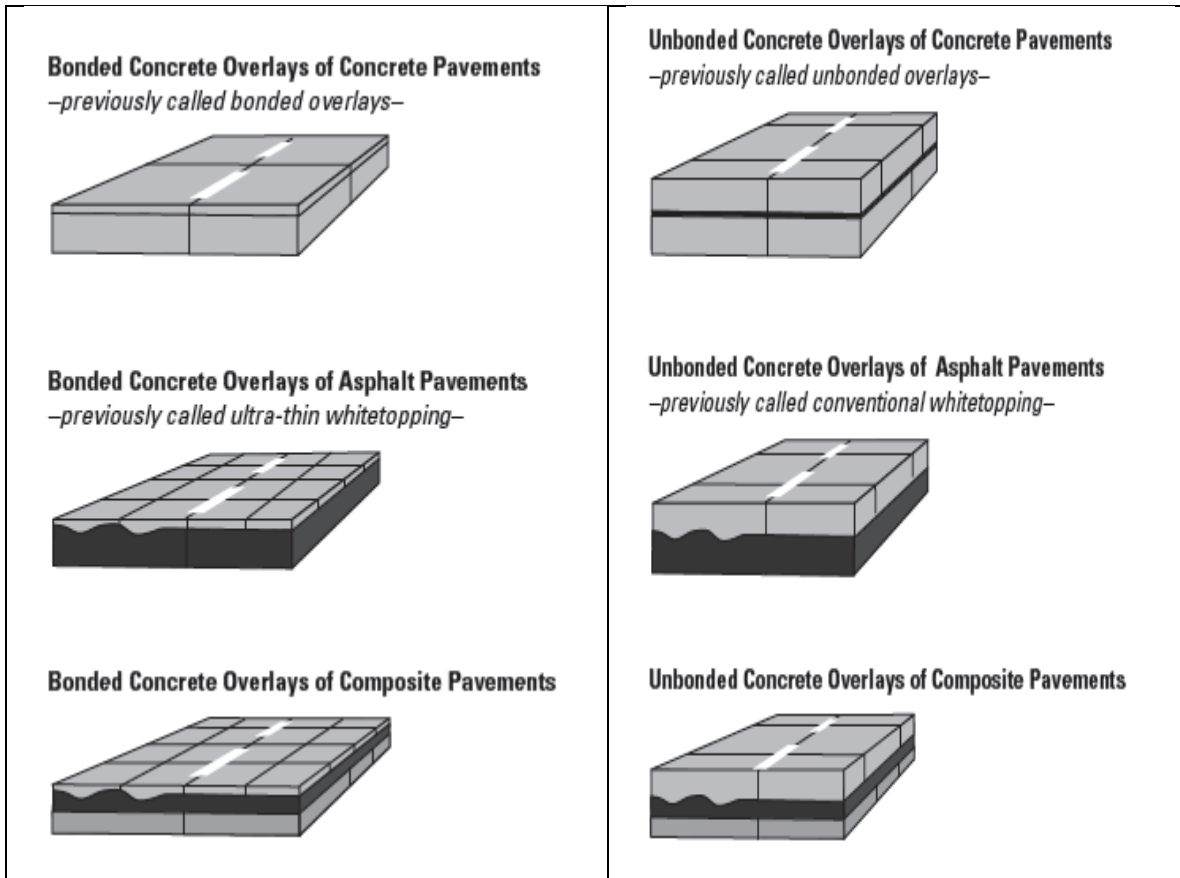 Bonded Concrete Overlays of Concrete Pavements
–previously called bonded overlays–
Bonded Concrete Overlays of Asphalt Pavements
–previously called ultra-thin whitetopping–
Bonded Concrete Overlays of Composite Pavements
Unbonded Concrete Overlays of Concrete Pavements
–previously called unbonded overlays–
Unbonded Concrete Overlays of Asphalt Pavements
–previously called conventional whitetopping–
Unbonded Concrete Overlays of Composite Pavements